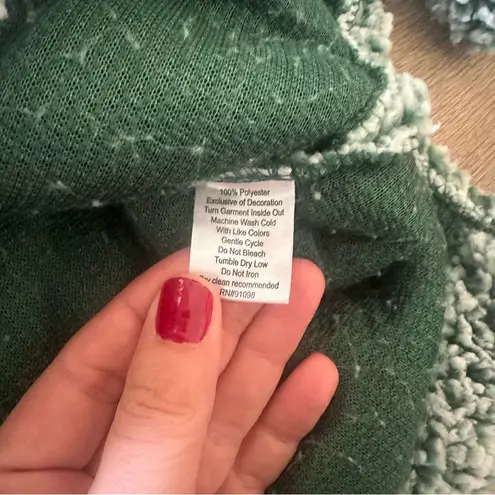 100% Polyester
Exclusive of Decoration
Turn Garment Inside Out
Machine Wash Cold
With Like Colors
Gentle Cycle
Do Not Bleach
Tumble Dry Low
Do Not Iron
clean recommended
RN#91098